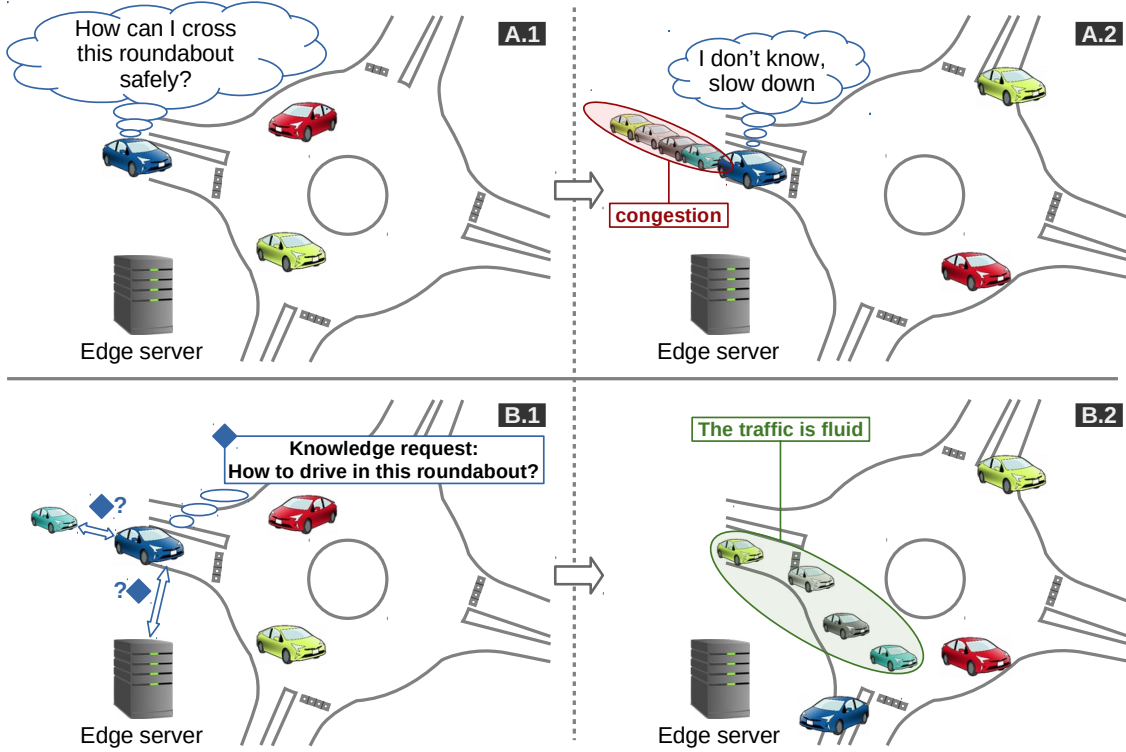 How can I cross
this roundabout
safely?
A.1
Edge server
I don't know,
slow down
A.2
congestion
Edge server
B.1
Knowledge request:
How to drive in this roundabout?
?
?
Edge server
The traffic is fluid
B.2
Edge server